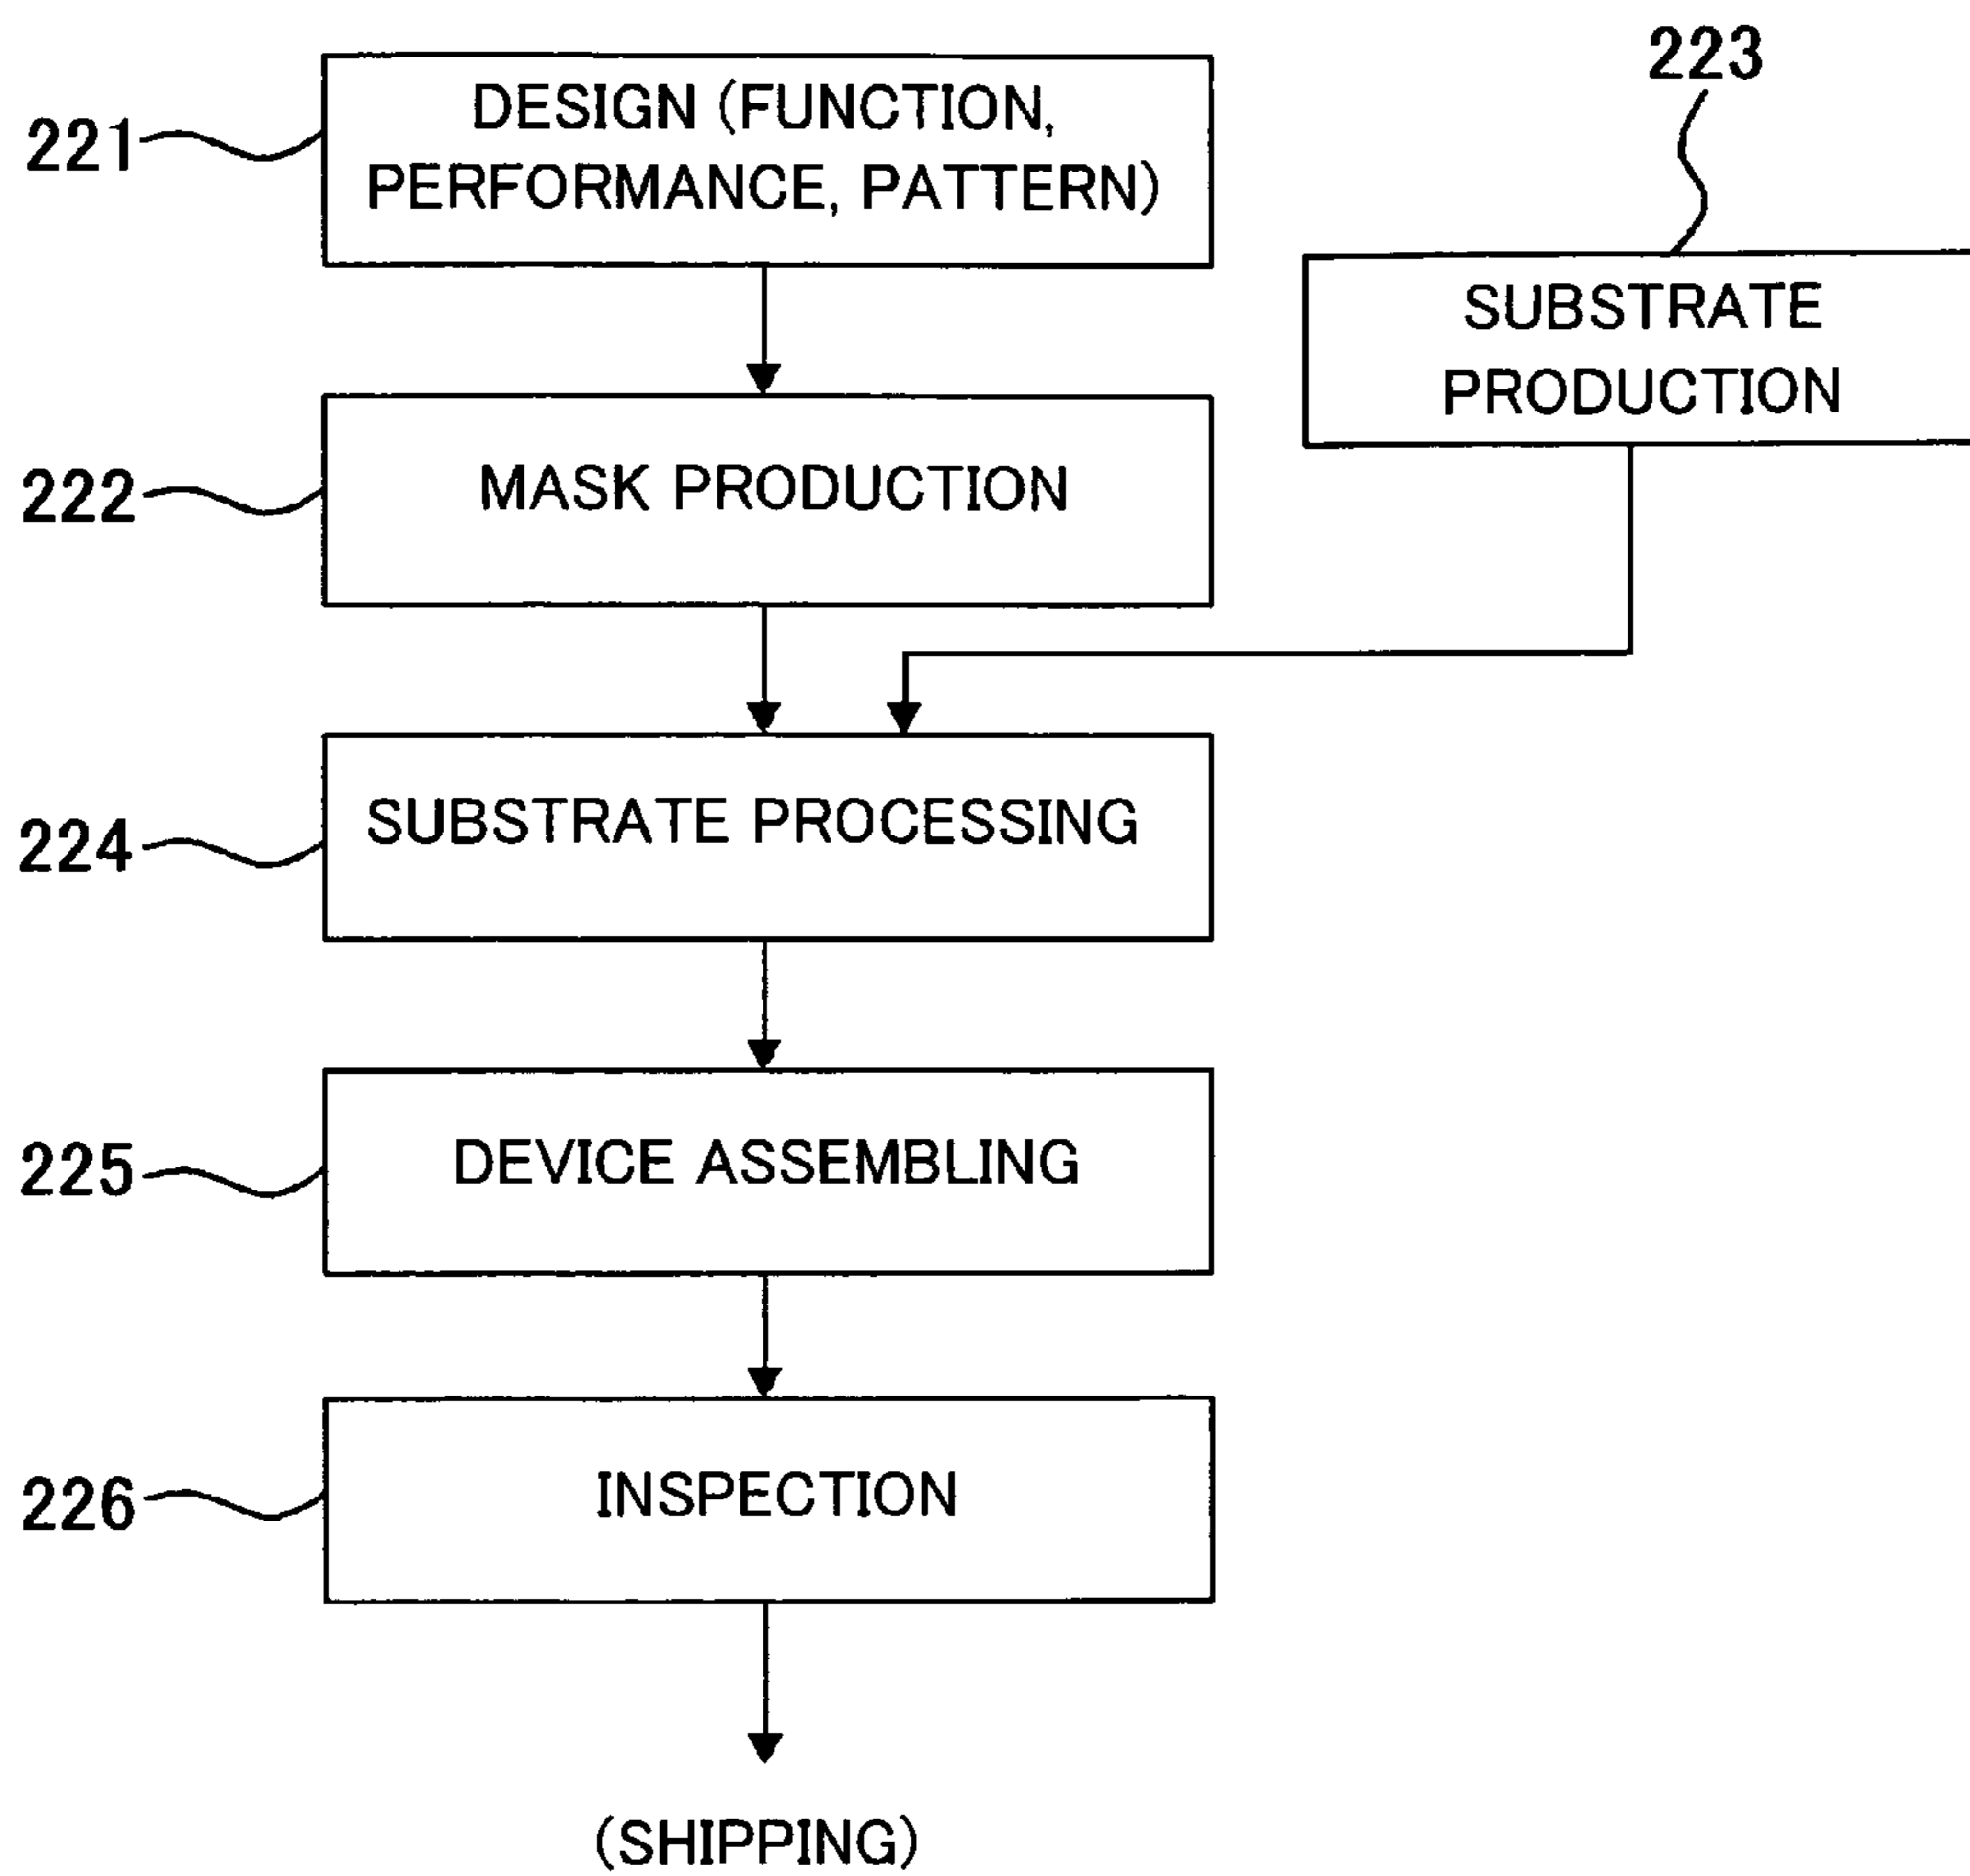 223
221
DESIGN (FUNCTION,
PERFORMANCE, PATTERN)
SUBSTRATE
PRODUCTION
222
MASK PRODUCTION
224
SUBSTRATE PROCESSING
225
DEVICE ASSEMBLING
226
INSPECTION
(SHIPPING)